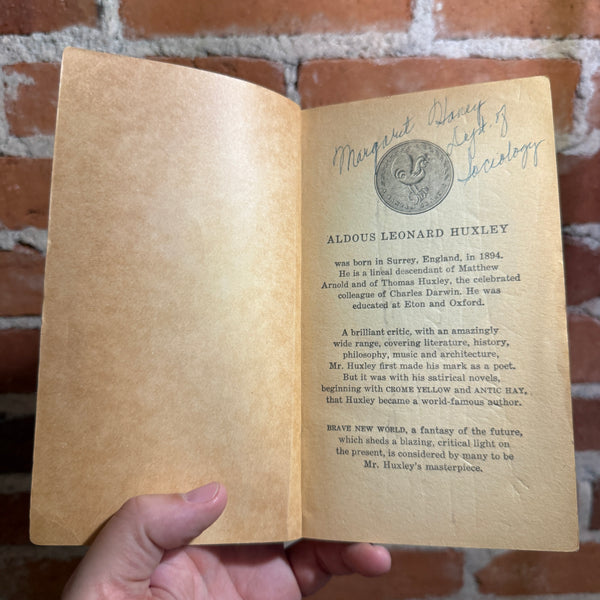 Margaret Haney
Dept. of
Sociology
ALDOUS LEONARD HUXLEY
was born in Surrey, England, in 1894.
He is a lineal descendant of Matthew
Arnold and of Thomas Huxley, the celebrated
colleague of Charles Darwin. He was
educated at Eton and Oxford.
A brilliant critic, with an amazingly
wide range, covering literature, history,
philosophy, music and architecture,
Mr. Huxley first made his mark as a poet.
But it was with his satirical novels,
beginning with CROME YELLOW and ANTIC HAY,
that Huxley became a world-famous author.
BRAVE NEW WORLD, a fantasy of the future,
which sheds a blazing, critical light on
the present, is considered by many to be
Mr. Huxley's masterpiece.